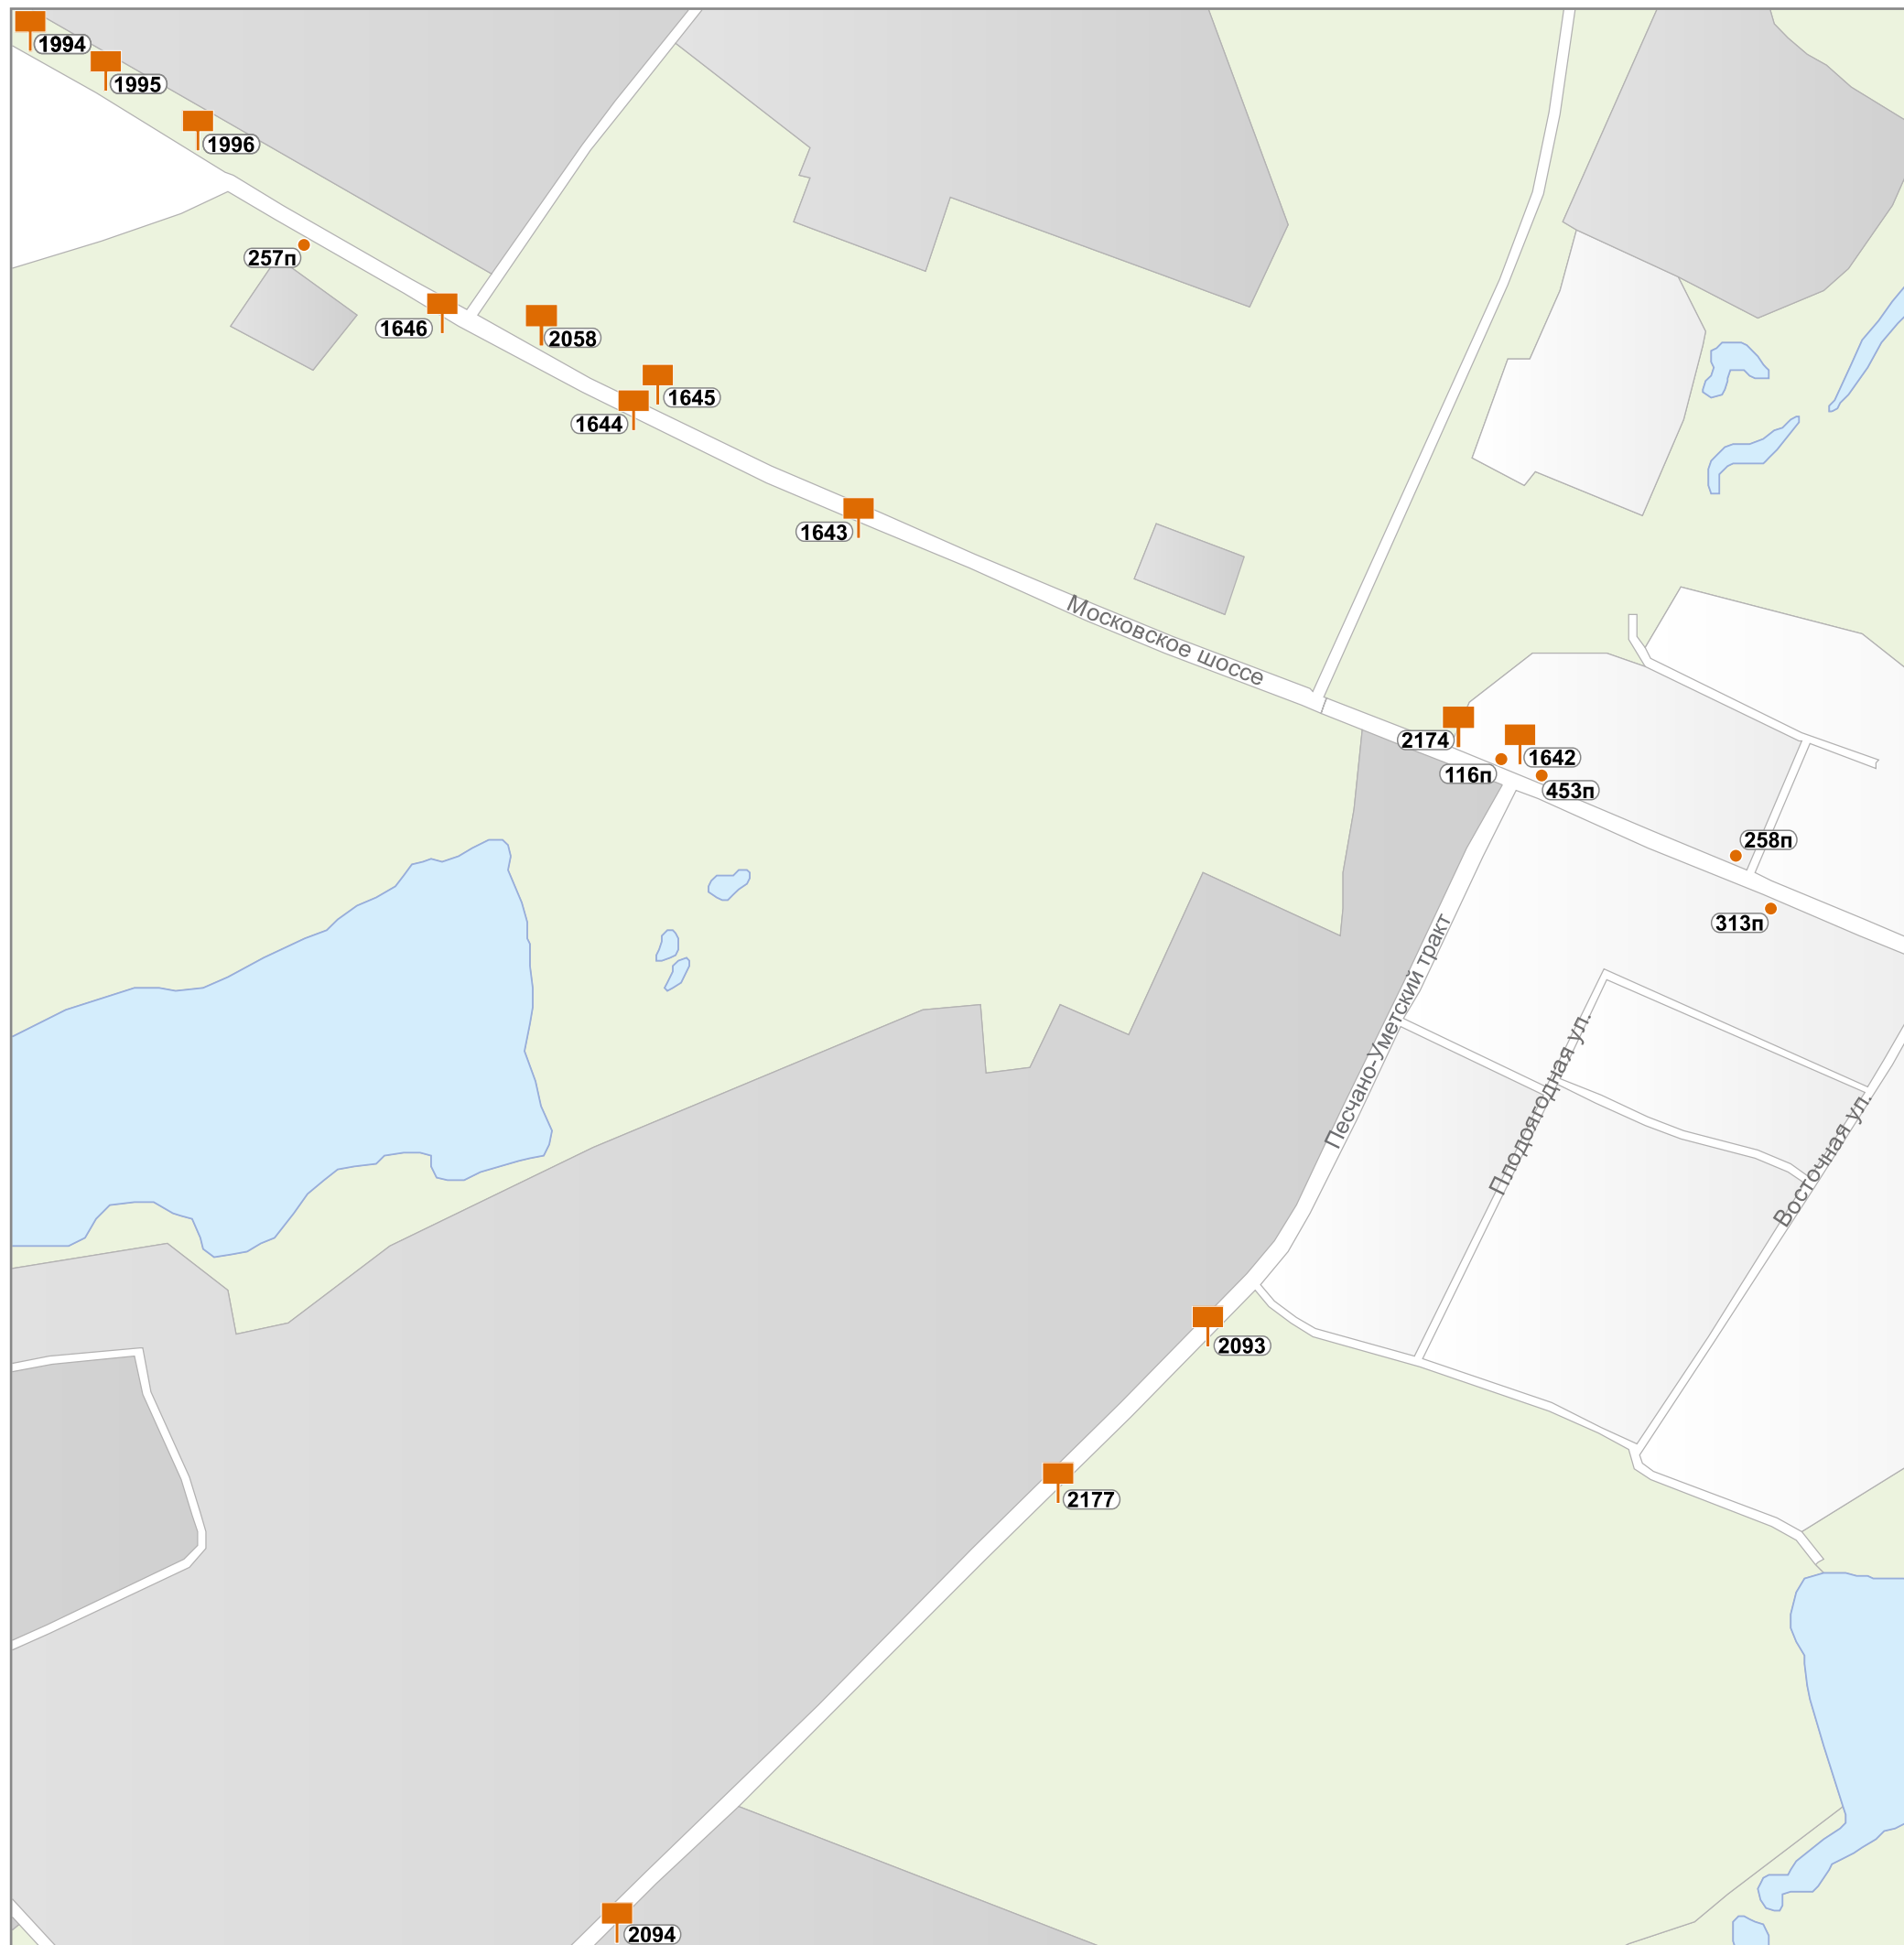 1994
1995
1996
257п
1646
2058
1645
1644
1643
Московское шоссе
2174
1642
116п
453п
258п
313п
Песчано-Уметский тракт
Плодоягодная ул.
Восточная ул.
2093
2177
2094